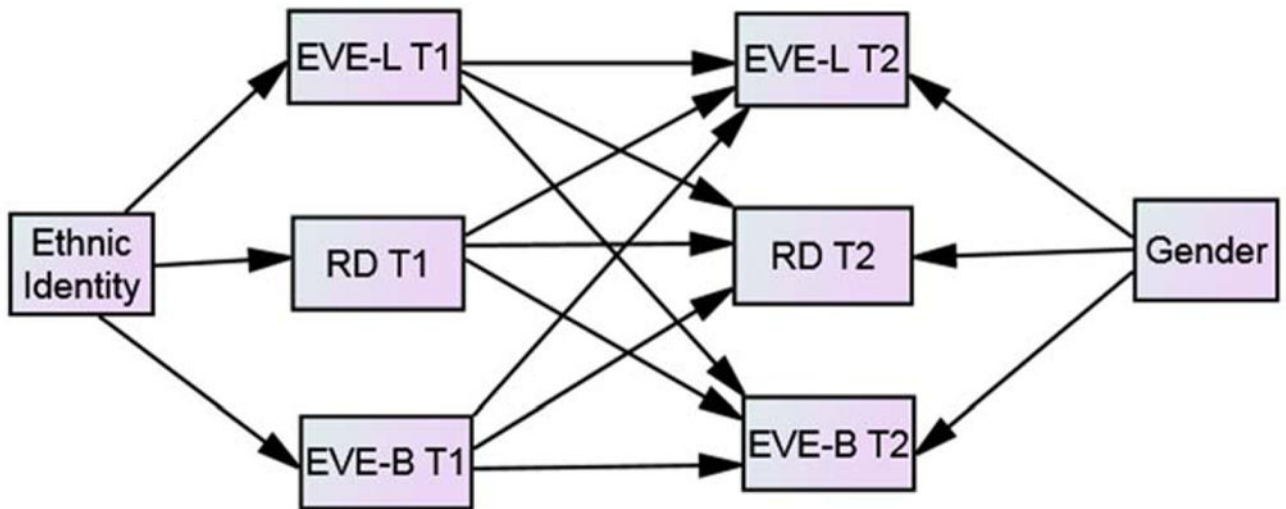 EVE-L T1
EVE-L T2
Ethnic
Identity
RD T1
RD T2
Gender
EVE-B T1
EVE-B T2